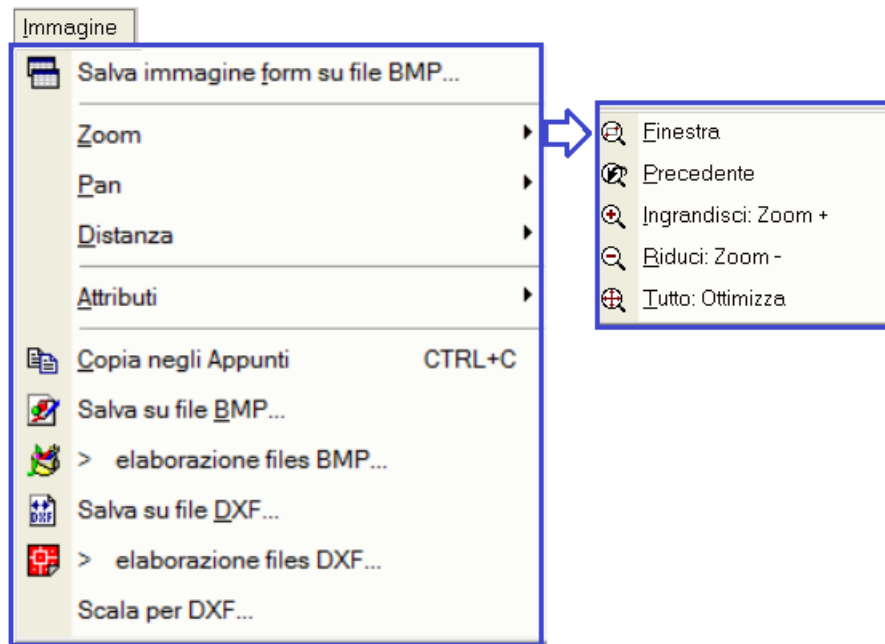 Immagine
Salva immagine form su file BMP...
Zoom
Pan
Distanza
Attributi
Copia negli Appunti CTRL+C
Salva su file BMP...
> elaborazione files BMP...
DXF
Salva su file DXF...
> elaborazione files DXF...
Scala per DXF...
Finestra
Precedente
Ingrandisci: Zoom +
Riduci: Zoom -
Tutto: Ottimizza